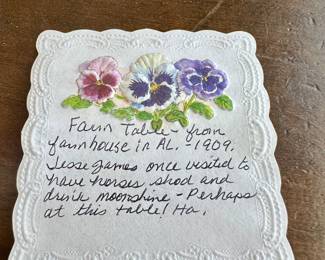 Farm Table - from
farmhouse in AL. - 1909.
Jesse James once visited to
have horses shod and
drink moonshine - Perhaps
at this table! Ha.